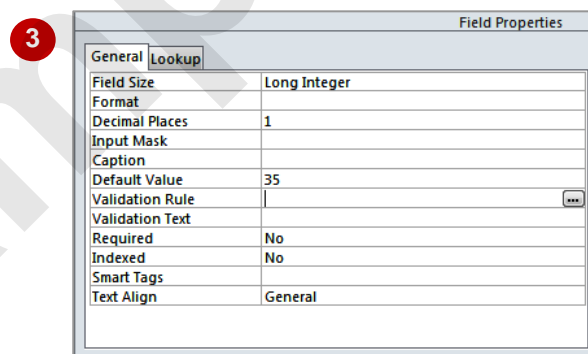 3
Field Properties
General Lookup
Field Size Long Integer
Format
Decimal Places 1
Input Mask
Caption
Default Value 35
Validation Rule ...
Validation Text
Required No
Indexed No
Smart Tags
Text Align General